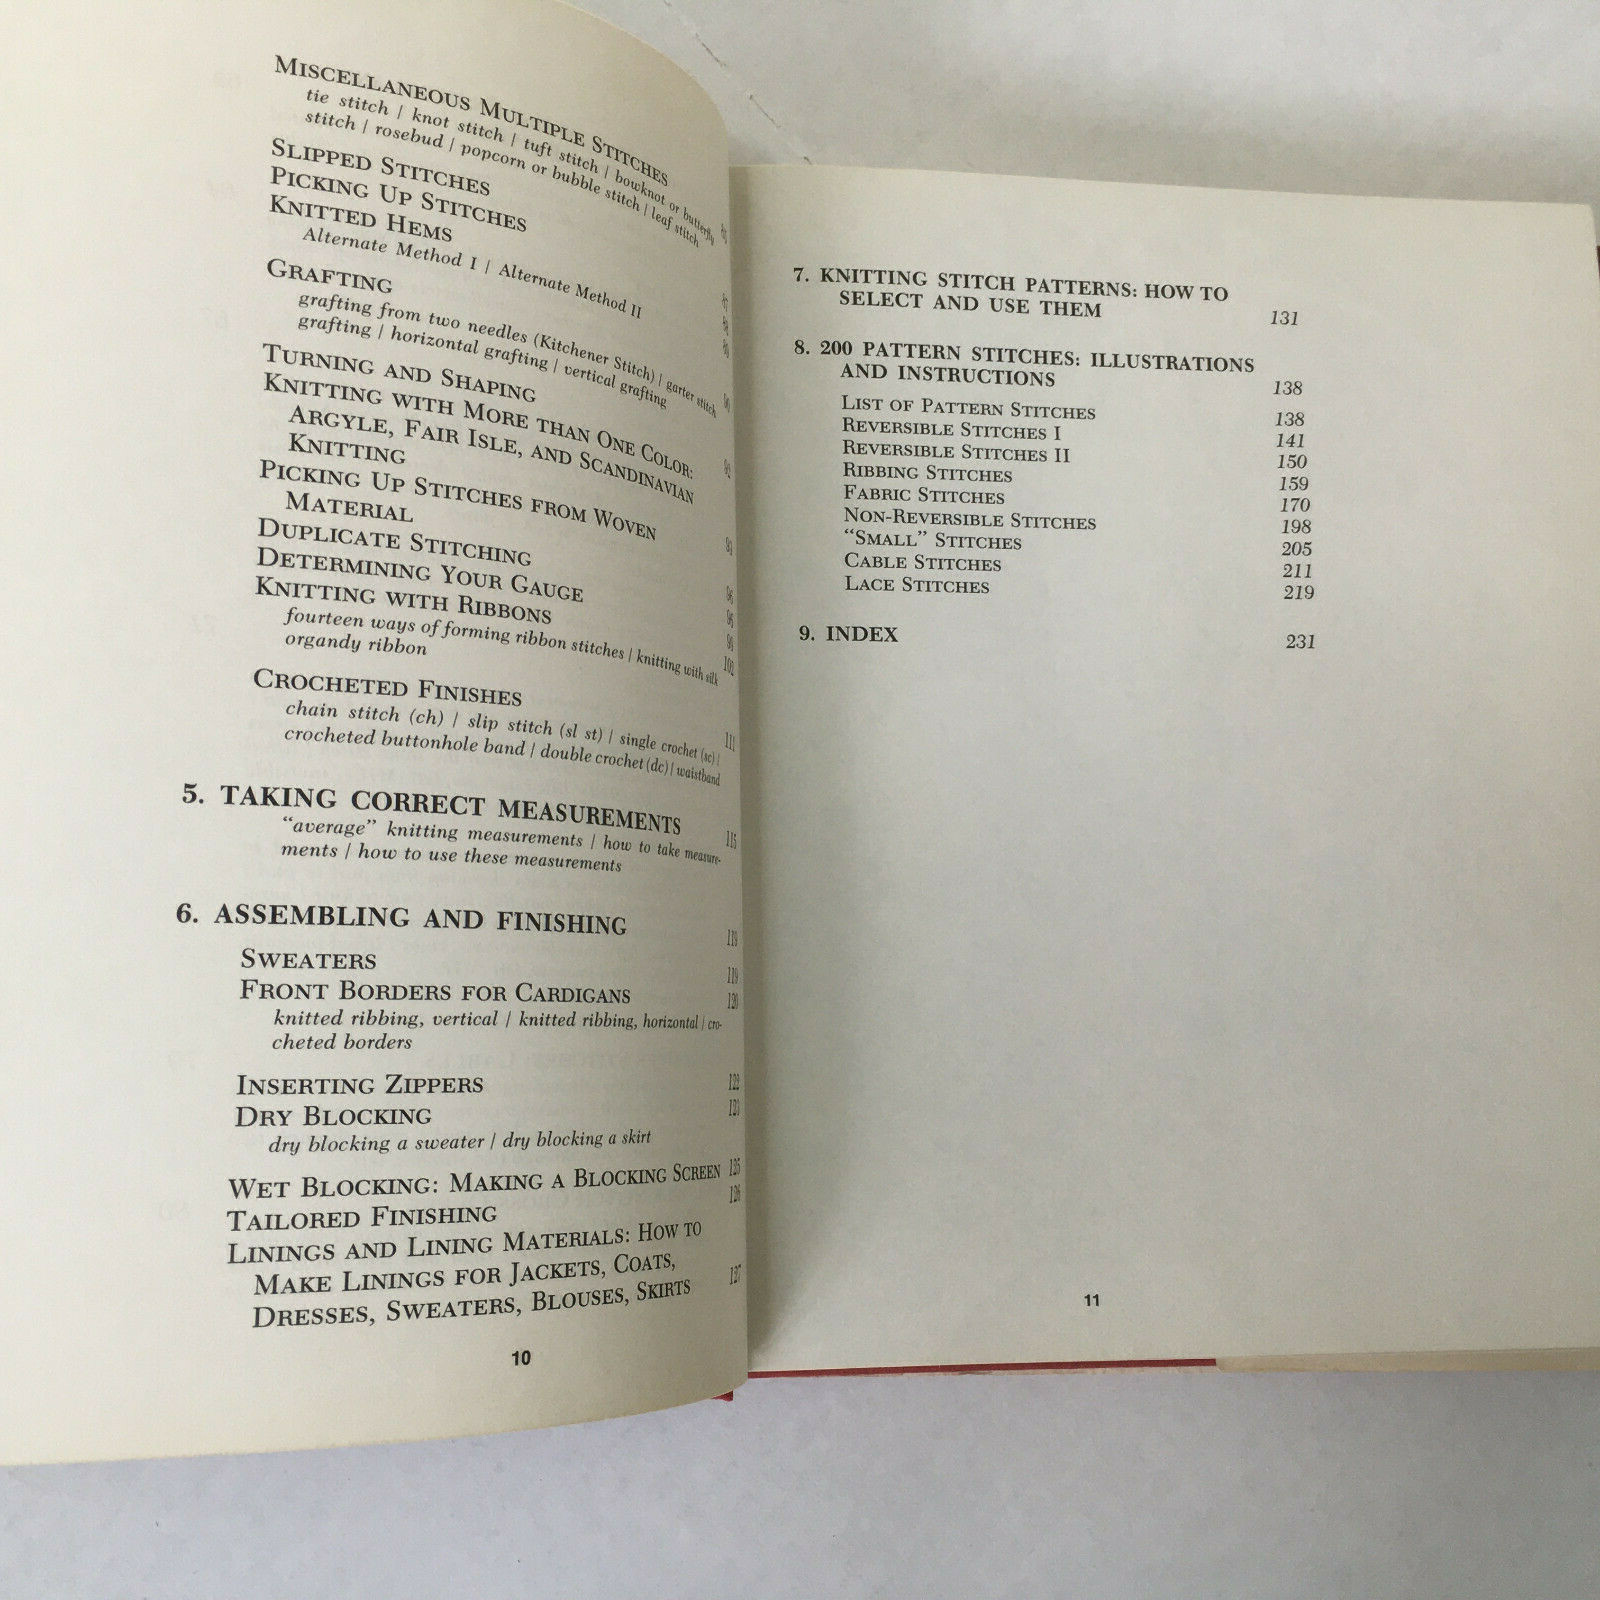 MISCELLANEOUS MULTIPLE STITCHES
tie stitch / knot stitch / tuft stitch / bowknot or butterfly
stitch / rosebud / popcorn or bubble stitch / leaf stitch
SLIPPED STITCHES
PICKING UP STITCHES
KNITTED HEMS
Alternate Method I / Alternate Method II
GRAFTING
grafting from two needles (Kitchener Stitch) / garter stitch
grafting / horizontal grafting / vertical grafting
TURNING AND SHAPING
KNITTING WITH MORE THAN ONE COLOR:
ARGYLE, FAIR ISLE, AND SCANDINAVIAN
KNITTING
PICKING UP STITCHES FROM WOVEN
MATERIAL
DUPLICATE STITCHING
DETERMINING YOUR GAUGE
KNITTING WITH RIBBONS
fourteen ways of forming ribbon stitches / knitting with silk
organdy ribbon
CROCHETED FINISHES 111
chain stitch (ch) / slip stitch (sl st) / single crochet (sc) /
crocheted buttonhole band / double crochet (dc) / waistband
5. TAKING CORRECT MEASUREMENTS 115
"average" knitting measurements / how to take measure-
ments / how to use these measurements
6. ASSEMBLING AND FINISHING 119
SWEATERS 119
FRONT BORDERS FOR CARDIGANS 120
knitted ribbing, vertical / knitted ribbing, horizontal / cro-
cheted borders
INSERTING ZIPPERS 122
DRY BLOCKING 123
dry blocking a sweater / dry blocking a skirt
WET BLOCKING: MAKING A BLOCKING SCREEN 125
TAILORED FINISHING 126
LININGS AND LINING MATERIALS: HOW TO
MAKE LININGS FOR JACKETS, COATS,
DRESSES, SWEATERS, BLOUSES, SKIRTS 127
10
7. KNITTING STITCH PATTERNS: HOW TO
SELECT AND USE THEM 131
8. 200 PATTERN STITCHES: ILLUSTRATIONS
AND INSTRUCTIONS 138
LIST OF PATTERN STITCHES 138
REVERSIBLE STITCHES I 141
REVERSIBLE STITCHES II 150
RIBBING STITCHES 159
FABRIC STITCHES 170
NON-REVERSIBLE STITCHES 198
"SMALL" STITCHES 205
CABLE STITCHES 211
LACE STITCHES 219
9. INDEX 231
11